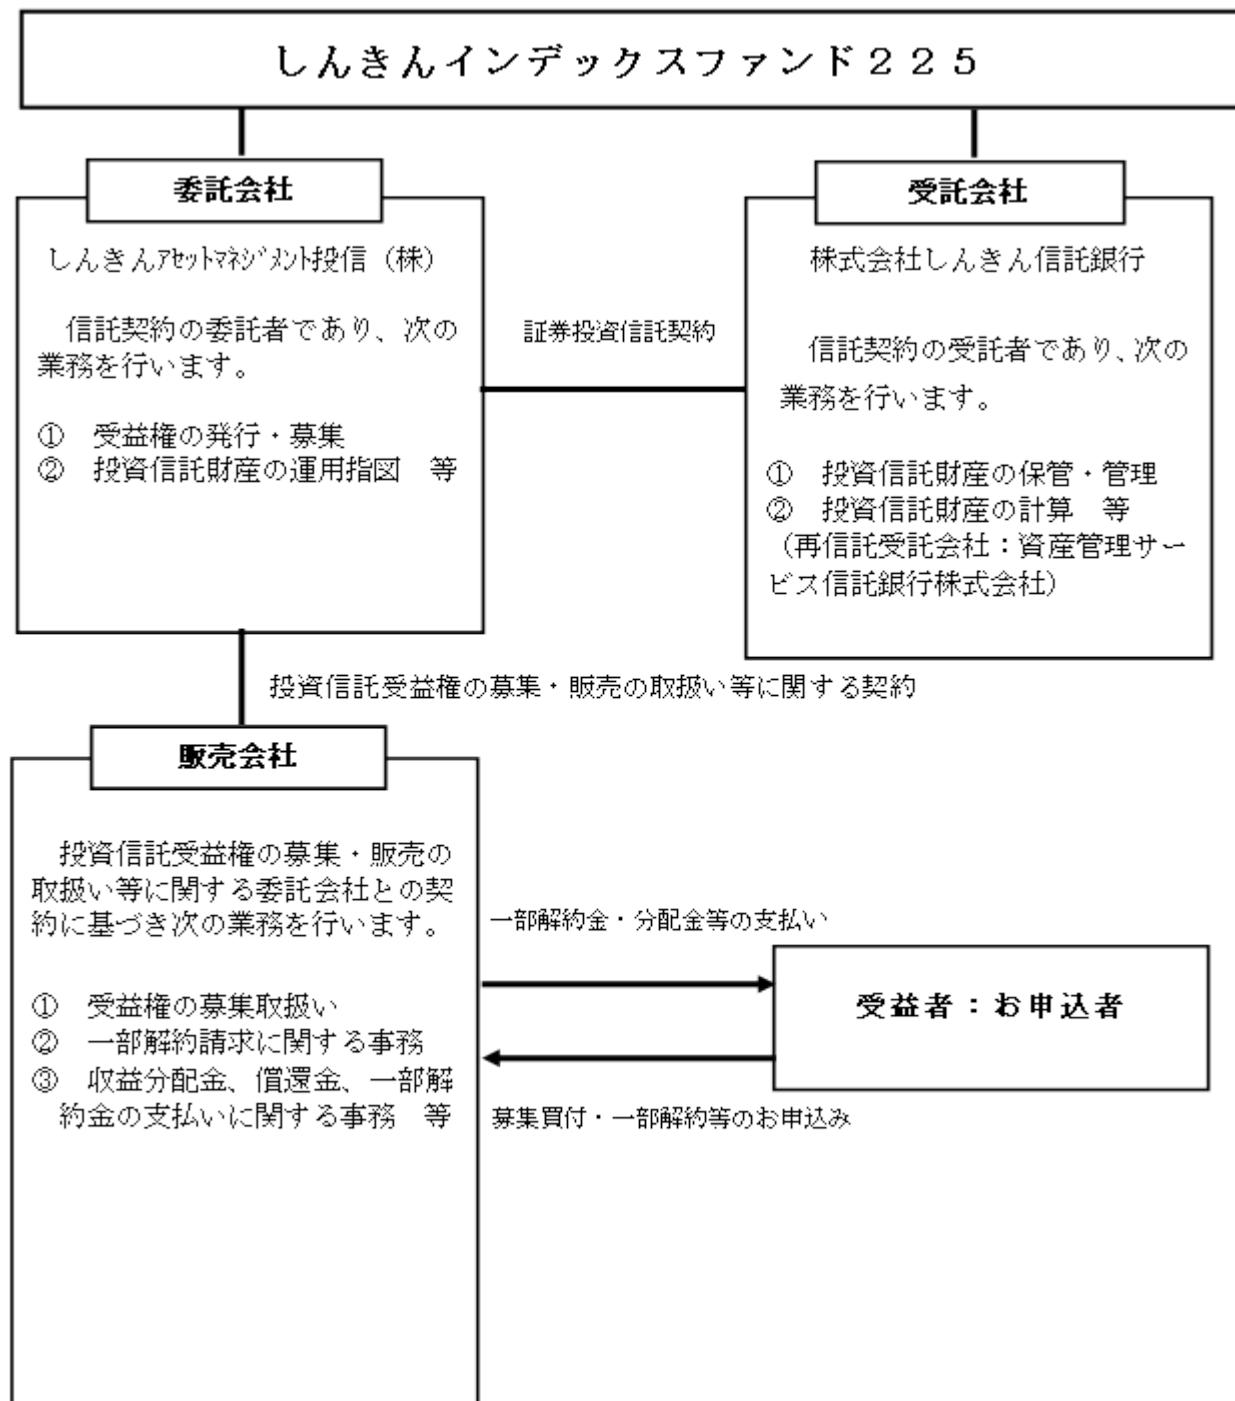 しんきんインデックスファンド２２５
委託会社
しんきんｱｾｯﾄﾏﾈｼﾞﾒﾝﾄ投信（株）
信託契約の委託者であり、次の
業務を行います。
①　受益権の発行・募集
②　投資信託財産の運用指図　等
証券投資信託契約
受託会社
株式会社しんきん信託銀行
信託契約の受託者であり、次の
業務を行います。
①　投資信託財産の保管・管理
②　投資信託財産の計算　等
（再信託受託会社：資産管理サー
ビス信託銀行株式会社）
投資信託受益権の募集・販売の取扱い等に関する契約
販売会社
投資信託受益権の募集・販売の
取扱い等に関する委託会社との契
約に基づき次の業務を行います。
①　受益権の募集取扱い
②　一部解約請求に関する事務
③　収益分配金、償還金、一部解
約金の支払いに関する事務　等
一部解約金・分配金等の支払い
受益者：お申込者
募集買付・一部解約等のお申込み